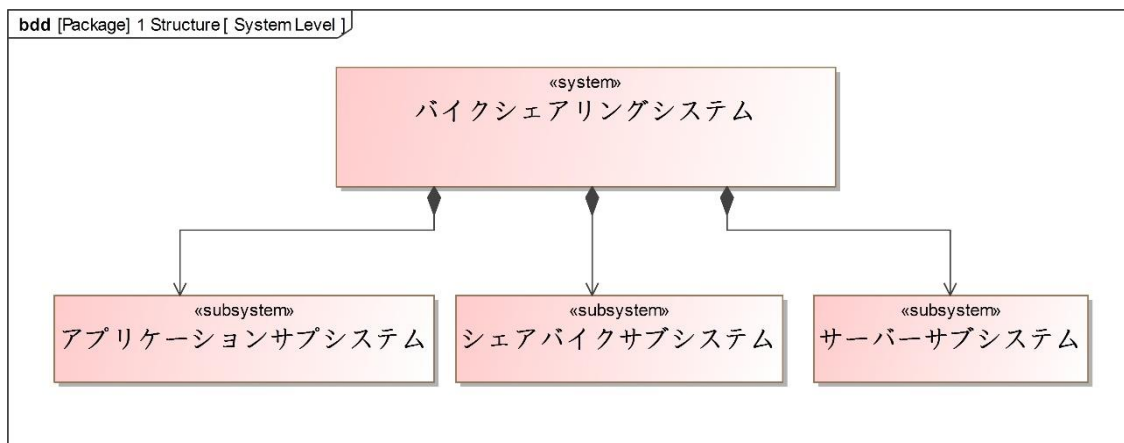 bdd [Package] 1 Structure [ System Level ]
«system»
バイクシェアリングシステム
«subsystem»
アプリケーションサプシステム
«subsystem»
シェアバイクサブシステム
«subsystem»
サーバーサブシステム